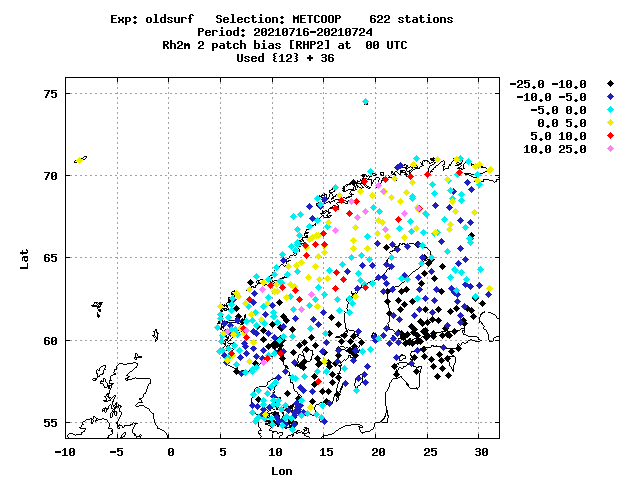 Exp: oldsurf   Selection: METCOOP    622 stations
Period: 20210716-20210724
Rh2m 2 patch bias [RHP2] at  00 UTC
Used {12} + 36
-25.0 -10.0
-10.0 -5.0
-5.0 0.0
0.0 5.0
5.0 10.0
10.0 25.0
75
70
65
60
55
Lat
-10 -5 0 5 10 15 20 25 30
Lon